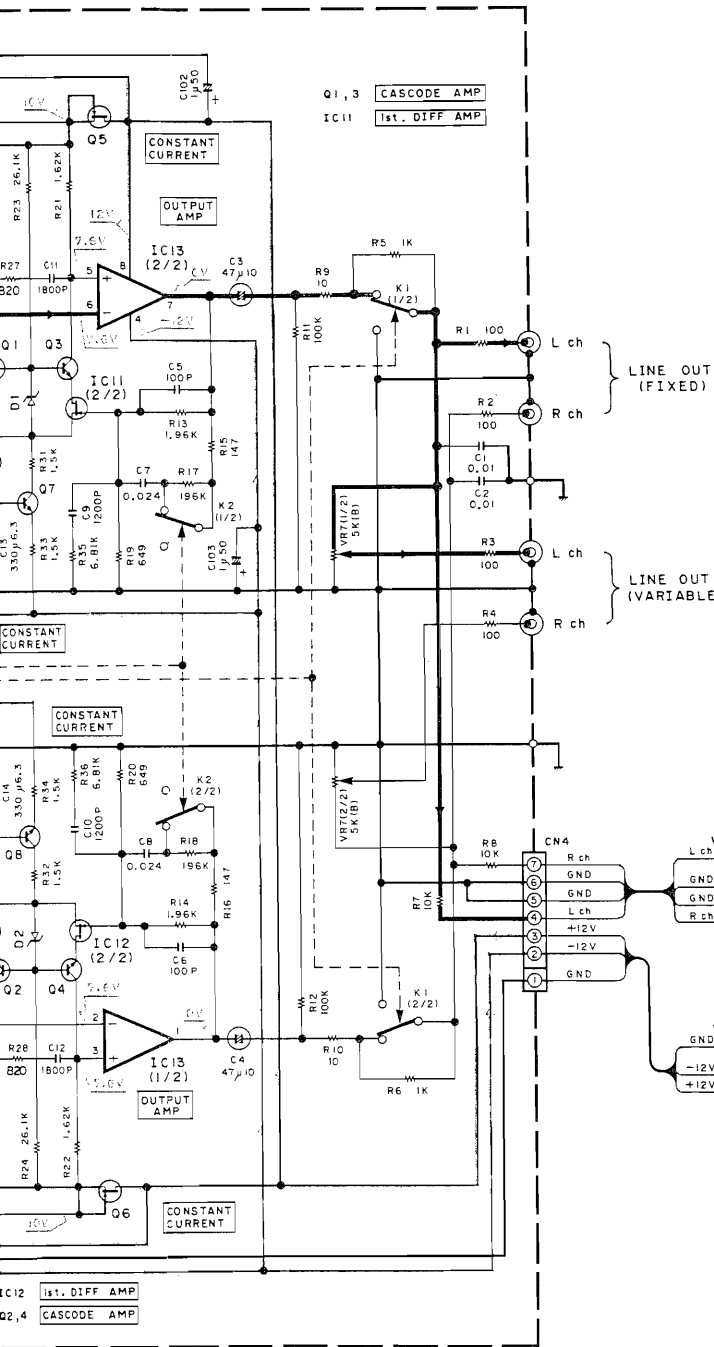 C102
1μ50
+
Q1,3 CASCODE AMP
IC11 1st. DIFF AMP
10V
Q5
CONSTANT
CURRENT
R23 26.1K
R21 1.62K
OUTPUT
AMP
12V
7.6V
IC13
(2/2)
R27
820
C11
1800P
5
+
8
6
−
7
4
0V
-12V
C3
47μ10
R9
10
R5 1K
K1
(1/2)
R11
100K
R1 100
L ch
R2
100
R ch
LINE OUT
(FIXED)
Q1
Q3
IC11
(2/2)
D1
C5
100P
R13
1.96K
R15
147
C1
0.01
C2
0.01
R31
1.5K
C7
0.024
R17
196K
K2
(1/2)
Q7
C9
1200P
VR7(1/2)
5K(B)
C13
330μ6.3
R33
1.5K
R35
6.81K
R19
649
C103
1μ50
+
R3
100
L ch
LINE OUT
(VARIABLE
R4
100
R ch
CONSTANT
CURRENT
CONSTANT
CURRENT
C14
330μ6.3
R34
1.5K
R36
6.81K
R20
649
K2
(2/2)
C10
1200P
VR7(2/2)
5K(B)
Q8
C8
0.024
R18
196K
R32
1.5K
R16
147
R14
1.96K
D2
IC12
(2/2)
C6
100P
R8
10K
R7
10K
CN4
7 R ch
6 GND
5 GND
4 L ch
3 +12V
2 -12V
1 GND
L ch
GND
GND
R ch
Q2
Q4
R12
100K
K1
(2/2)
2
−
1
3
+
0V
R28
820
C12
1800P
IC13
(1/2)
C4
47μ10
R10
10
R6 1K
OUTPUT
AMP
GND
-12V
+12V
R24 26.1K
R22 1.62K
Q6
10V
CONSTANT
CURRENT
IC12 1st. DIFF AMP
Q2,4 CASCODE AMP